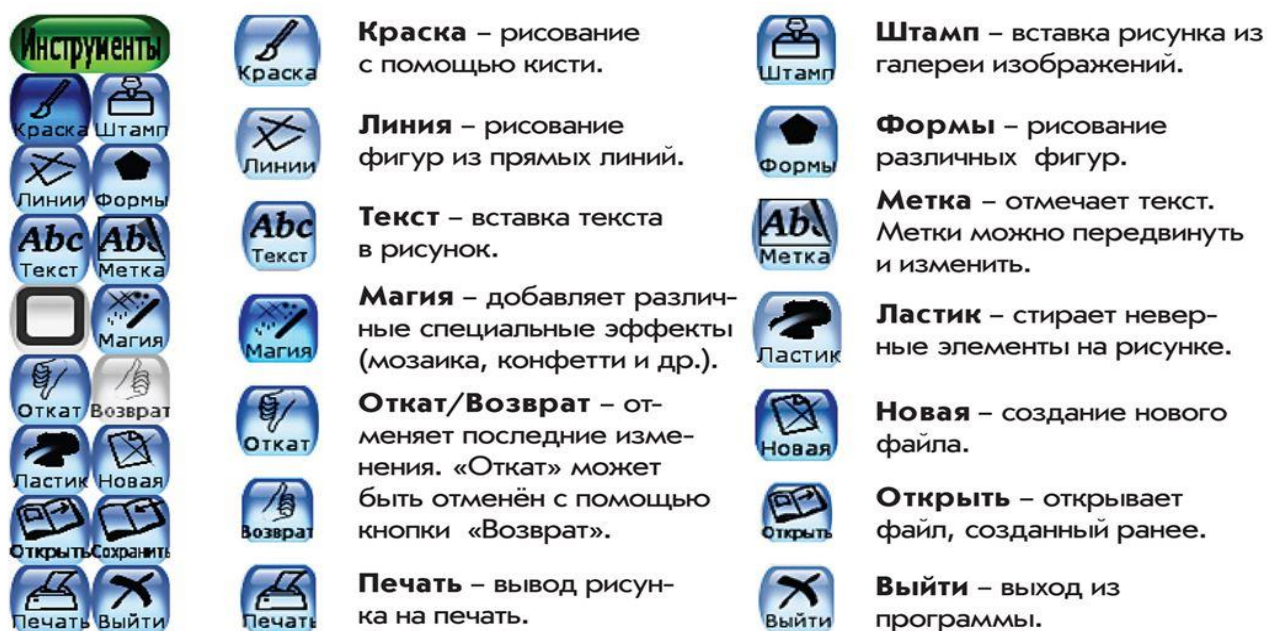 Инструменты
Краска Штамп
Линии Формы
Abc Abc
Текст Метка
Магия
Откат Возврат
Ластик Новая
Открыть Сохранить
Печать Выйти
Краска
Краска – рисование
с помощью кисти.
Линии
Линия – рисование
фигур из прямых линий.
Abc
Текст
Текст – вставка текста
в рисунок.
Магия
Магия – добавляет различ-
ные специальные эффекты
(мозаика, конфетти и др.).
Откат
Возврат
Откат/Возврат – от-
меняет последние изме-
нения. «Откат» может
быть отменён с помощью
кнопки «Возврат».
Печать
Печать – вывод рисун-
ка на печать.
Штамп
Штамп – вставка рисунка из
галереи изображений.
Формы
Формы – рисование
различных фигур.
Abc
Метка
Метка – отмечает текст.
Метки можно передвинуть
и изменить.
Ластик
Ластик – стирает невер-
ные элементы на рисунке.
Новая
Новая – создание нового
файла.
Открыть
Открыть – открывает
файл, созданный ранее.
Выйти
Выйти – выход из
программы.